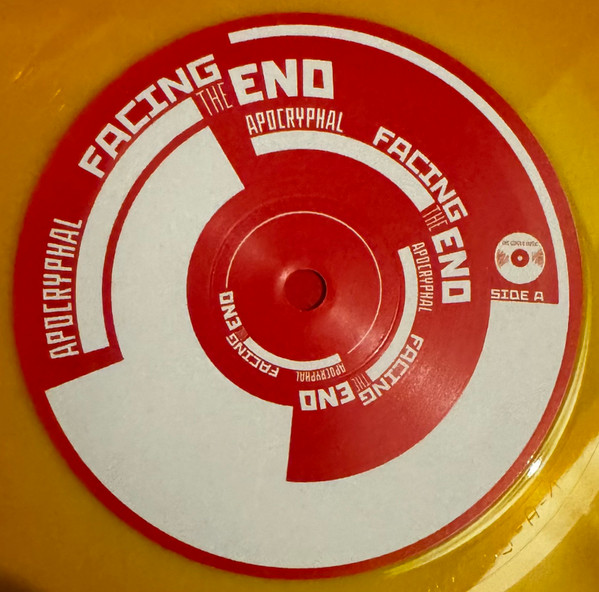 FACING
THE END
APOCRYPHAL
APOCRYPHAL
FACING
THE END
APOCRYPHAL
FACING
THE END
APOCRYPHAL
FACING END
SIDE A